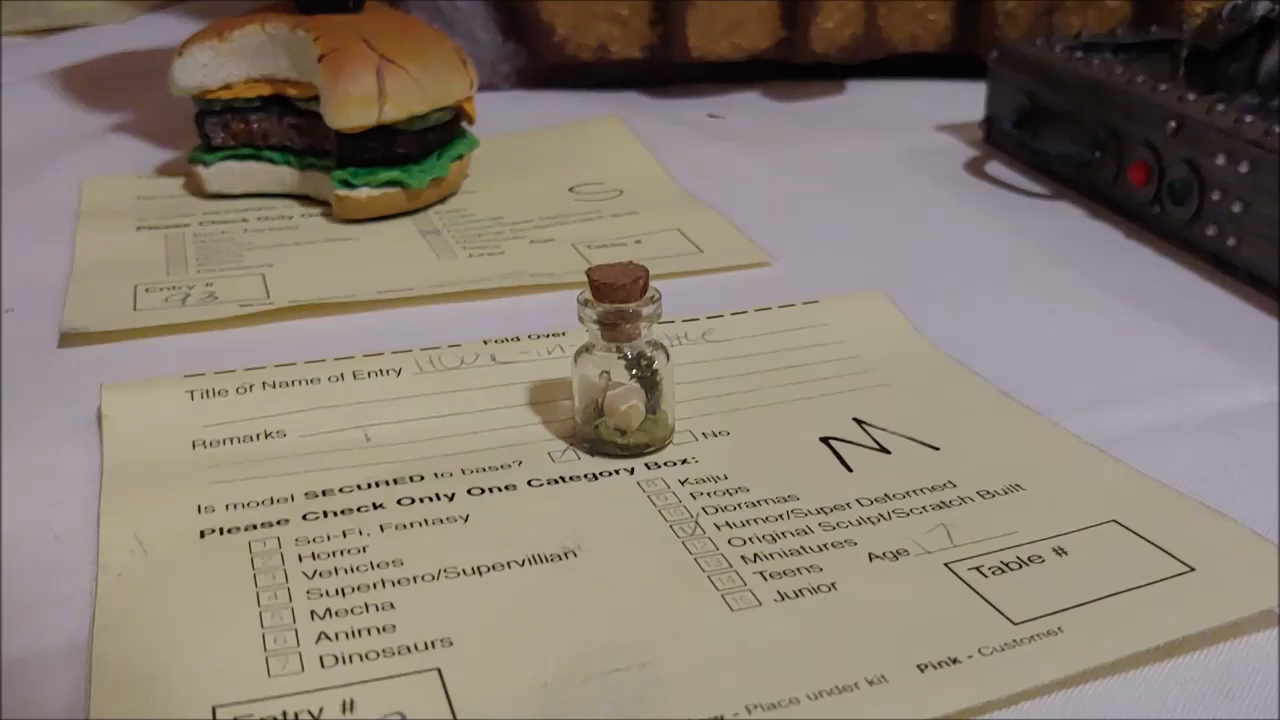 S
Please Check Only
Entry #
93
Table #
Fold Over
Title or Name of Entry
Remarks
Is model SECURED to base? No
Please Check Only One Category Box:
1 Sci-Fi, Fantasy
2 Horror
3 Vehicles
4 Superhero/Supervillian
5 Mecha
6 Anime
7 Dinosaurs
8 Kaiju
9 Props
10 Dioramas
11 Humor/Super Deformed
12 Original Sculpt/Scratch Built
13 Miniatures
14 Teens Age 17
15 Junior
M
Table #
Entry #
- Place under kit
Pink - Customer